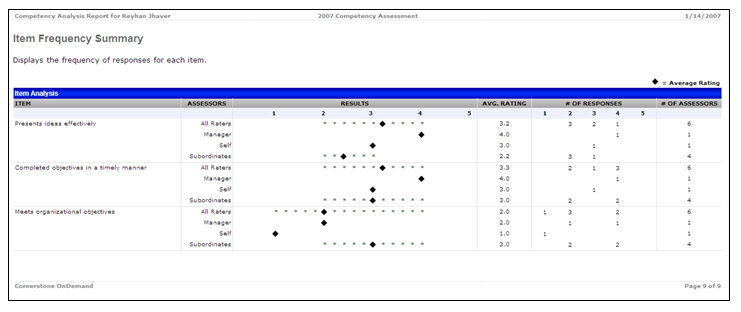 Competency Analysis Report for Reyhan Jhaver 2007 Competency Assessment 1/14/2007
Item Frequency Summary
Displays the frequency of responses for each item.
◆ = Average Rating
Item Analysis
ITEM ASSESSORS RESULTS AVG. RATING # OF RESPONSES # OF ASSESSORS
1 2 3 4 5 1 2 3 4 5
Presents ideas effectively All Raters 3.2 3 2 1 6
Manager 4.0 1 1
Self 3.0 1 1
Subordinates 2.2 3 1 4
Completed objectives in a timely manner All Raters 3.3 2 1 3 6
Manager 4.0 1 1
Self 3.0 1 1
Subordinates 3.0 2 2 4
Meets organizational objectives All Raters 2.0 1 3 2 6
Manager 2.0 1 1 1
Self 1.0 1 1
Subordinates 3.0 2 2 4
Cornerstone OnDemand Page 9 of 9